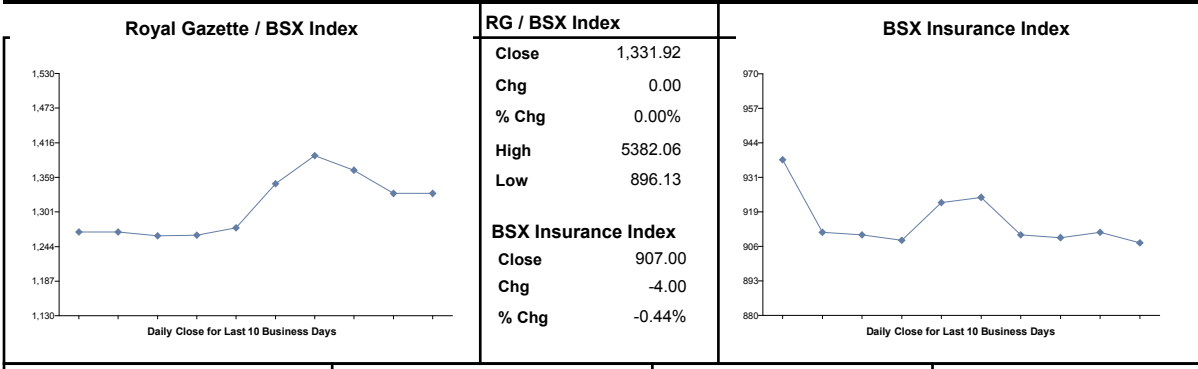 Royal Gazette / BSX Index
1,530
1,473
1,416
1,359
1,301
1,244
1,187
1,130
Daily Close for Last 10 Business Days
RG / BSX Index
Close 1,331.92
Chg 0.00
% Chg 0.00%
High 5382.06
Low 896.13
BSX Insurance Index
Close 907.00
Chg -4.00
% Chg -0.44%
BSX Insurance Index
970
957
944
931
919
906
893
880
Daily Close for Last 10 Business Days